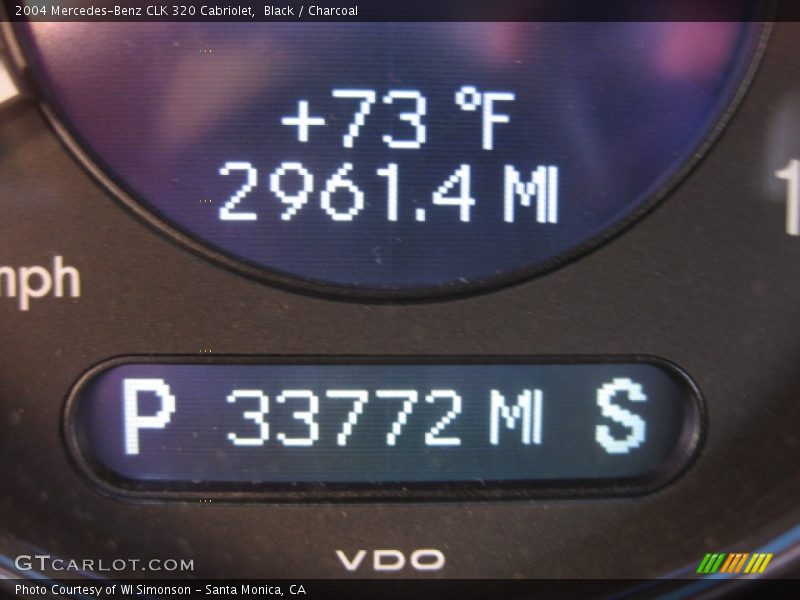 2004 Mercedes-Benz CLK 320 Cabriolet,  Black / Charcoal
+73 °F
2961.4 MI
1
mph
P 33772 MI S
VDO
GTCARLOT.COM
Photo Courtesy of WI Simonson - Santa Monica, CA